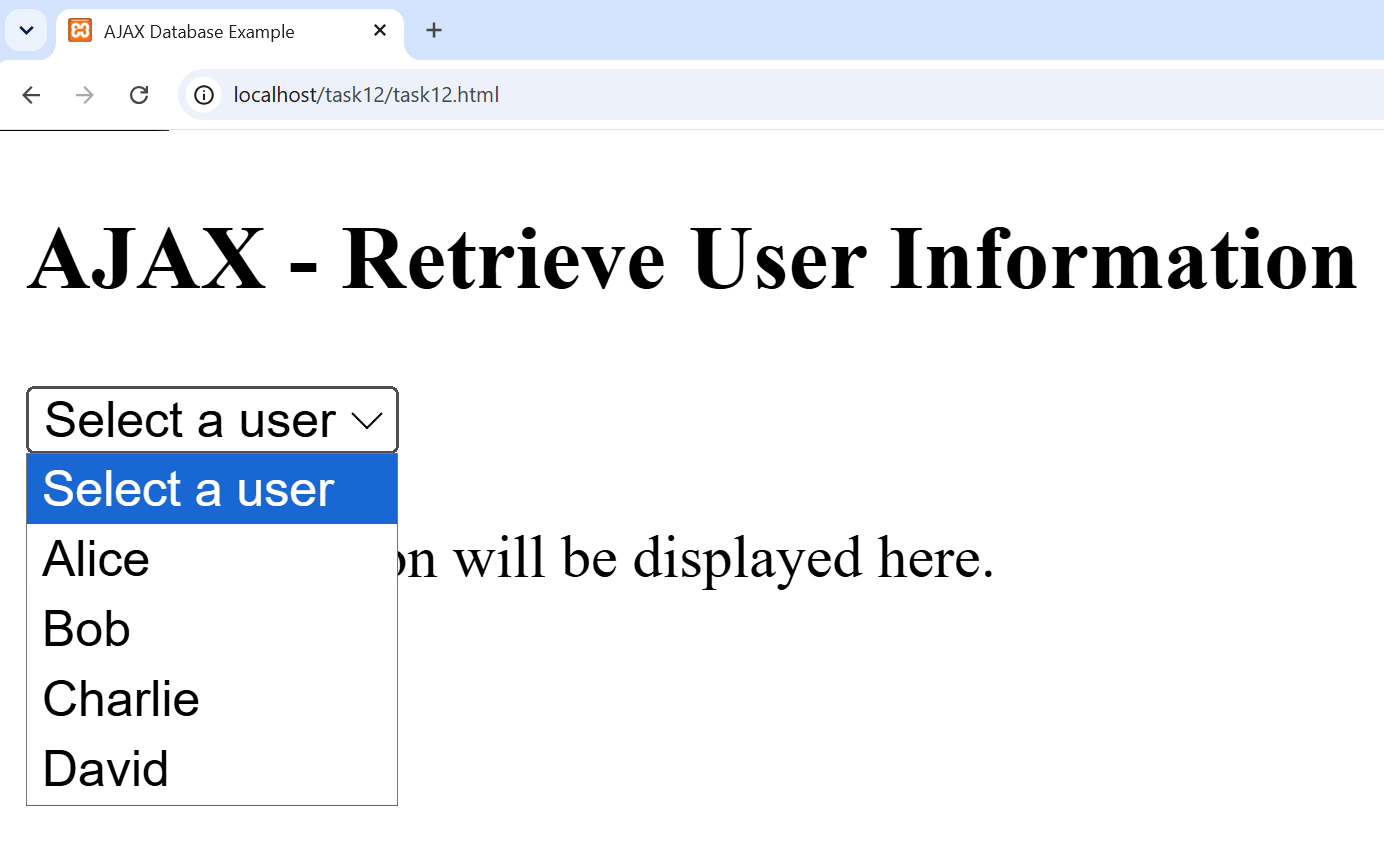 AJAX Database Example
localhost/task12/task12.html
AJAX - Retrieve User Information
Select a user
Select a user
Alice
will be displayed here.
Bob
Charlie
David